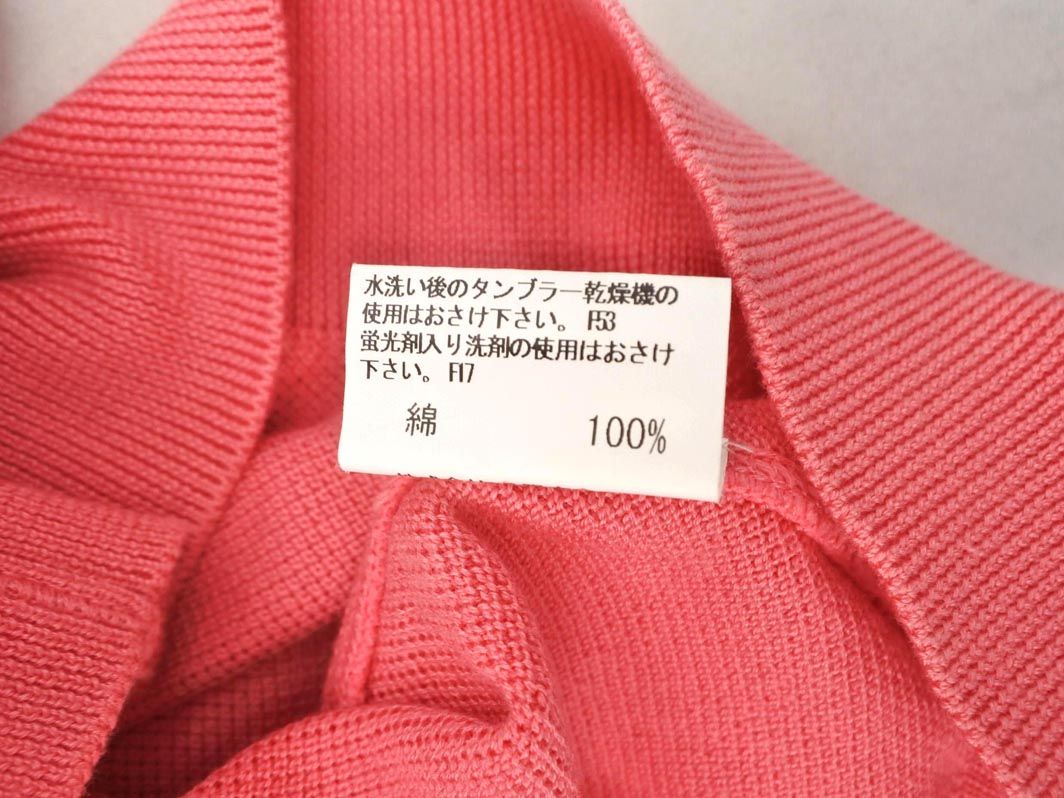 水洗い後のタンブラー乾燥機の
使用はおさけ下さい。 F53
蛍光剤入り洗剤の使用はおさけ
下さい。 F17
綿 100%